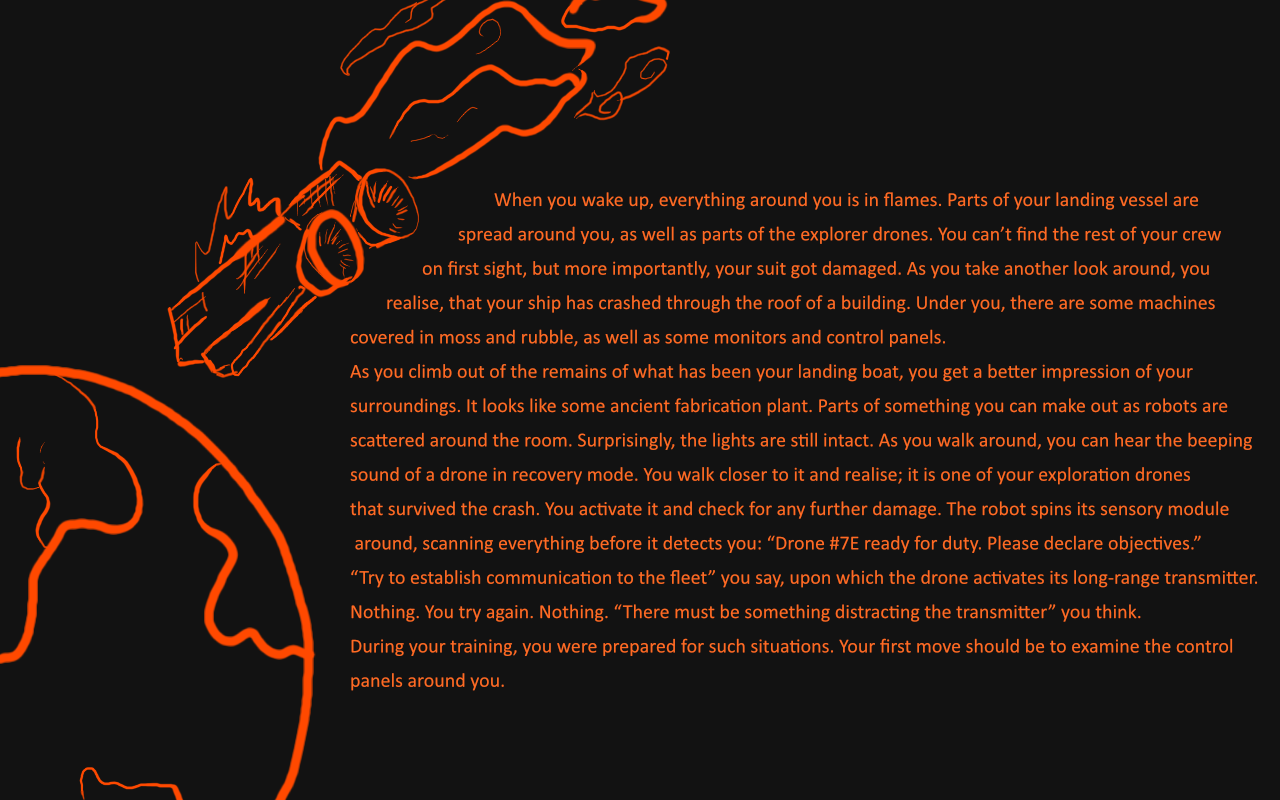 When you wake up, everything around you is in flames. Parts of your landing vessel are
spread around you, as well as parts of the explorer drones. You can’t find the rest of your crew
on first sight, but more importantly, your suit got damaged. As you take another look around, you
realise, that your ship has crashed through the roof of a building. Under you, there are some machines
covered in moss and rubble, as well as some monitors and control panels.
As you climb out of the remains of what has been your landing boat, you get a better impression of your
surroundings. It looks like some ancient fabrication plant. Parts of something you can make out as robots are
scattered around the room. Surprisingly, the lights are still intact. As you walk around, you can hear the beeping
sound of a drone in recovery mode. You walk closer to it and realise; it is one of your exploration drones
that survived the crash. You activate it and check for any further damage. The robot spins its sensory module
around, scanning everything before it detects you: “Drone #7E ready for duty. Please declare objectives.”
“Try to establish communication to the fleet” you say, upon which the drone activates its long-range transmitter.
Nothing. You try again. Nothing. “There must be something distracting the transmitter” you think.
During your training, you were prepared for such situations. Your first move should be to examine the control
panels around you.